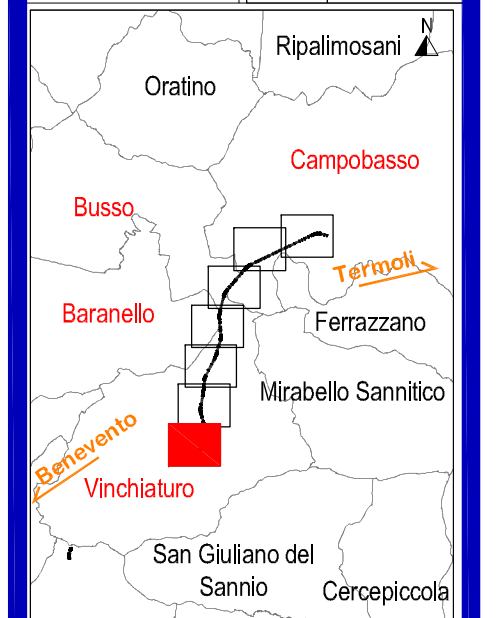 N
Ripalimosani
Oratino
Campobasso
Busso
Termoli
Baranello
Ferrazzano
Mirabello Sannitico
Benevento
Vinchiaturo
San Giuliano del
Sannio
Cercepiccola